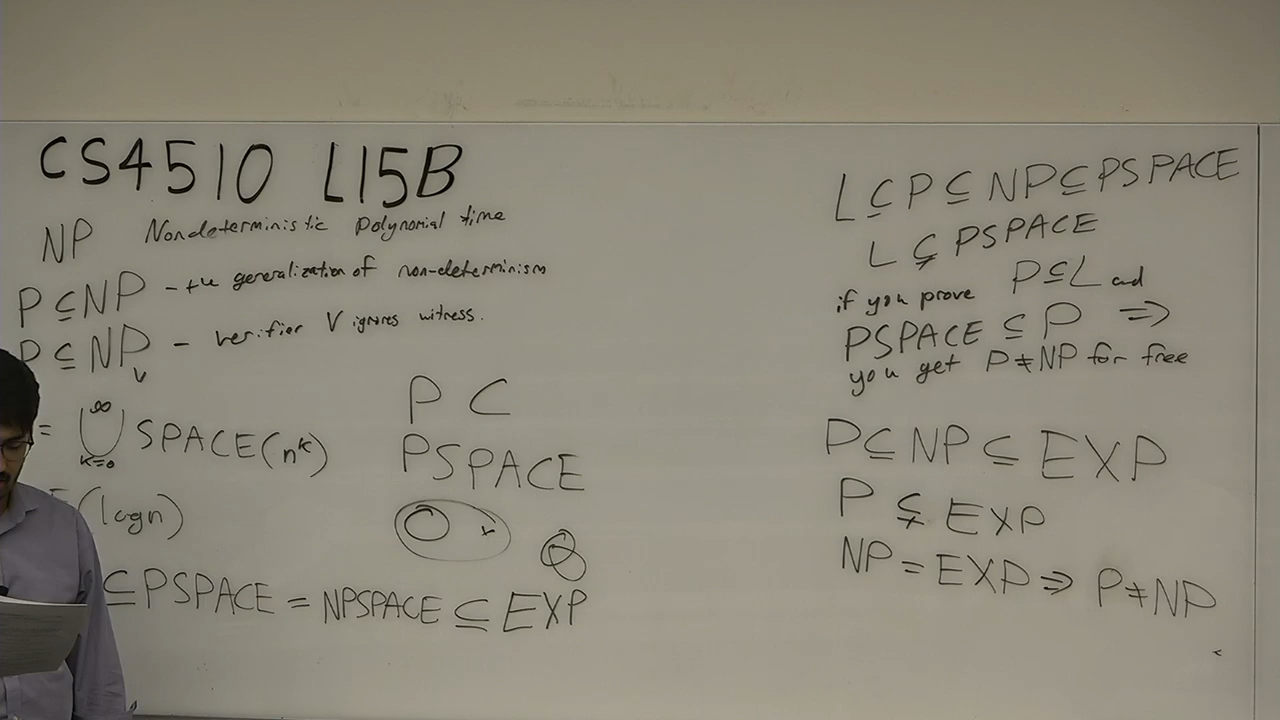 CS4510 L15B
NP Nondeterministic Polynomial time
P ⊆ NP - the generalization of non-determinism
P ⊆ NP_V - verifier V ignores witness.
= ∞ ⋃ k=0 SPACE(n^k)
(logn)
⊆ PSPACE = NPSPACE ⊆ EXP
P C
PSPACE
L ⊆ P ⊆ NP ⊆ PSPACE
L ⊊ PSPACE
if you prove P ⊆ L and
PSPACE ⊆ P ⇒
you get P ≠ NP for free
P ⊆ NP ⊆ EXP
P ⊊ EXP
NP = EXP ⇒ P ≠ NP